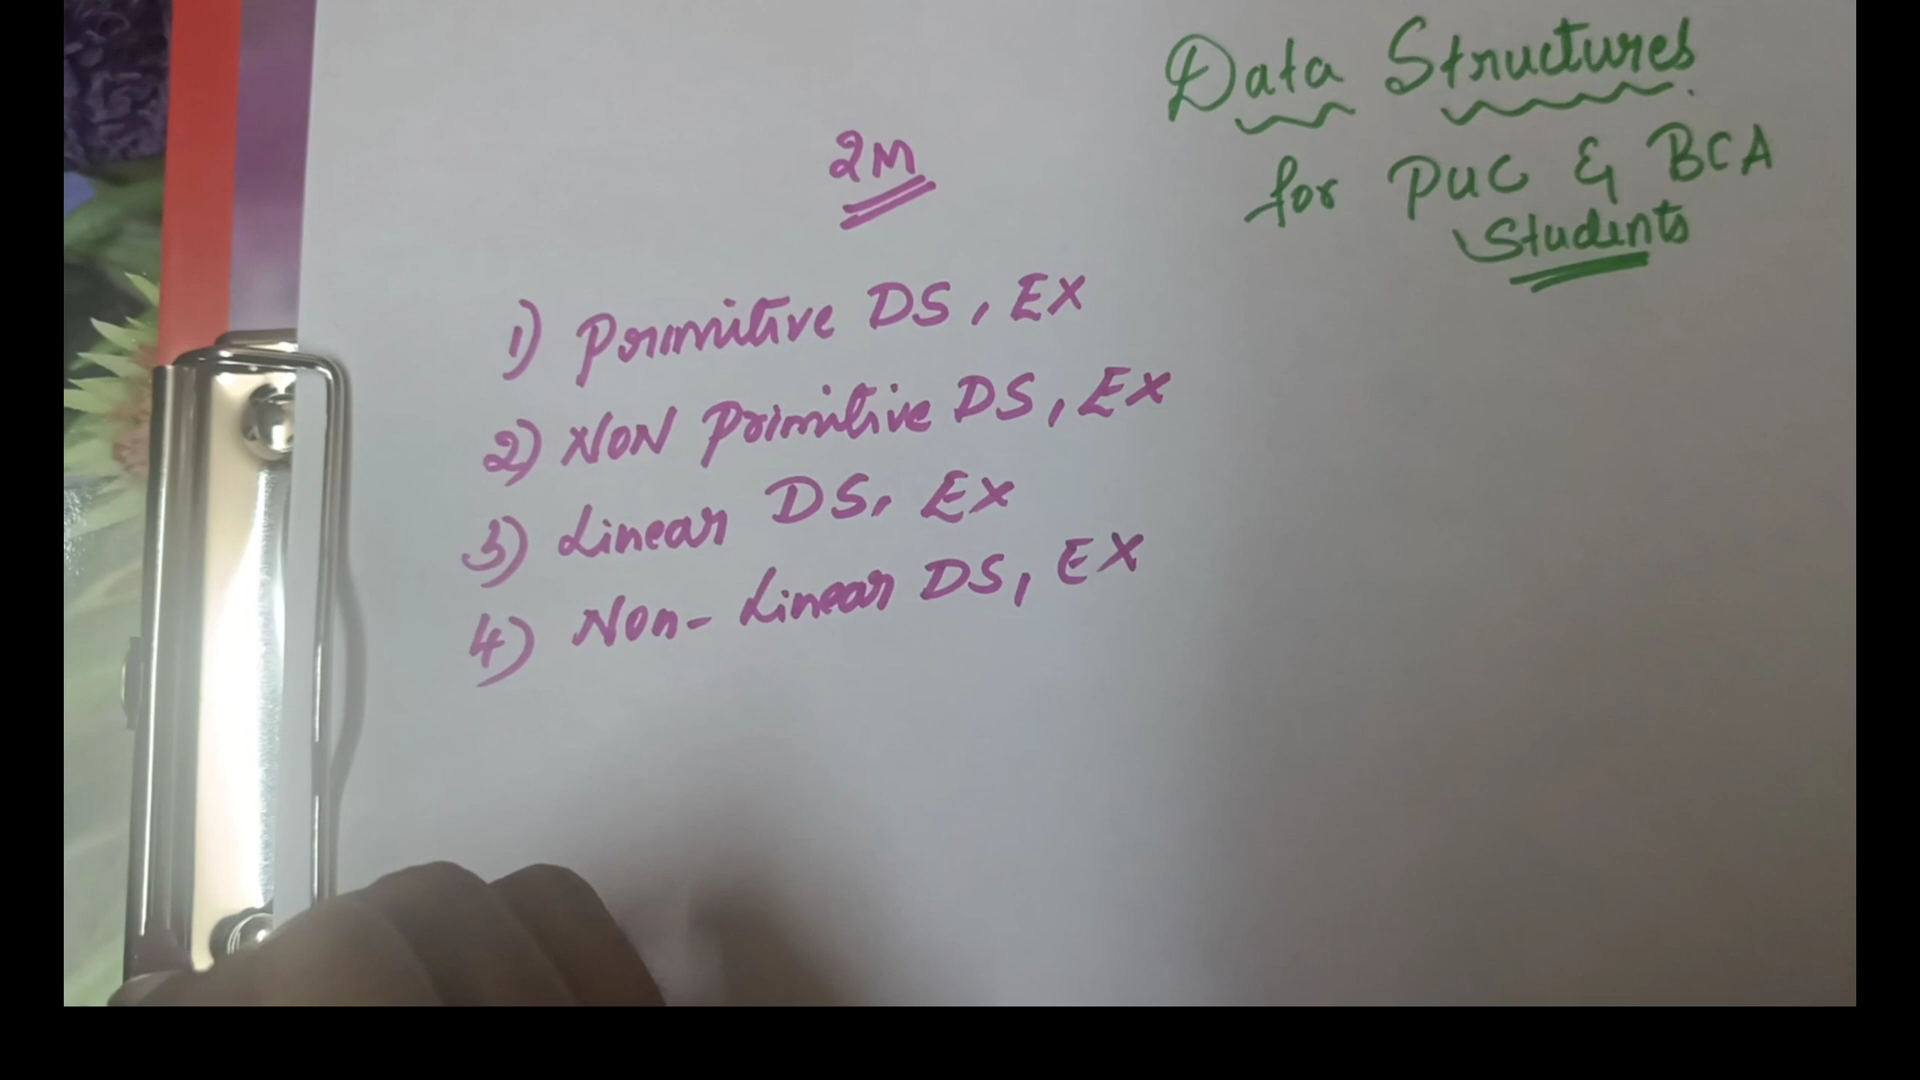 Data Structures
for PUC & BCA
Students
2M
1) Primitive DS, EX
2) NON Primitive DS, EX
3) Linear DS, EX
4) Non-Linear DS, EX